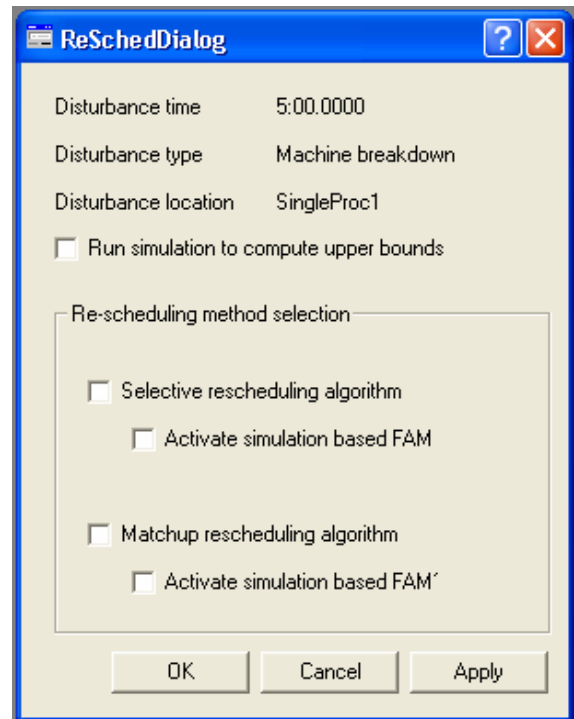 ReSchedDialog
Disturbance time 5:00.0000
Disturbance type Machine breakdown
Disturbance location SingleProc1
Run simulation to compute upper bounds
Re-scheduling method selection
Selective rescheduling algorithm
Activate simulation based FAM
Matchup rescheduling algorithm
Activate simulation based FAM´
OK Cancel Apply